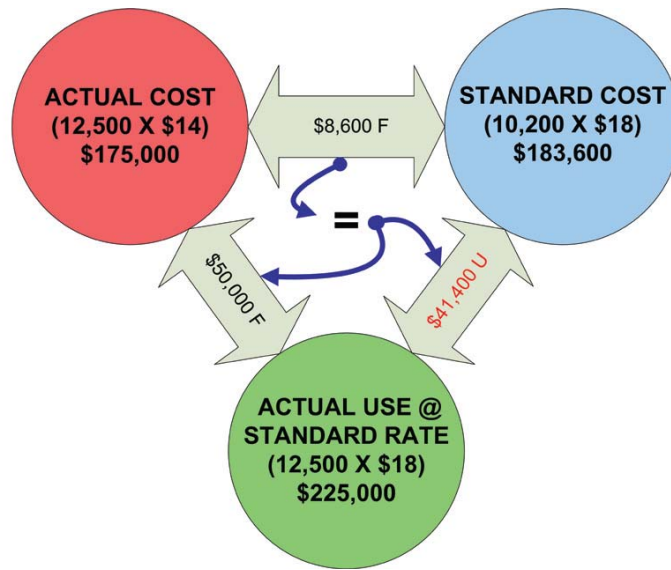 ACTUAL COST
(12,500 X $14)
$175,000
$8,600 F
STANDARD COST
(10,200 X $18)
$183,600
=
$50,000 F
$41,400 U
ACTUAL USE @
STANDARD RATE
(12,500 X $18)
$225,000